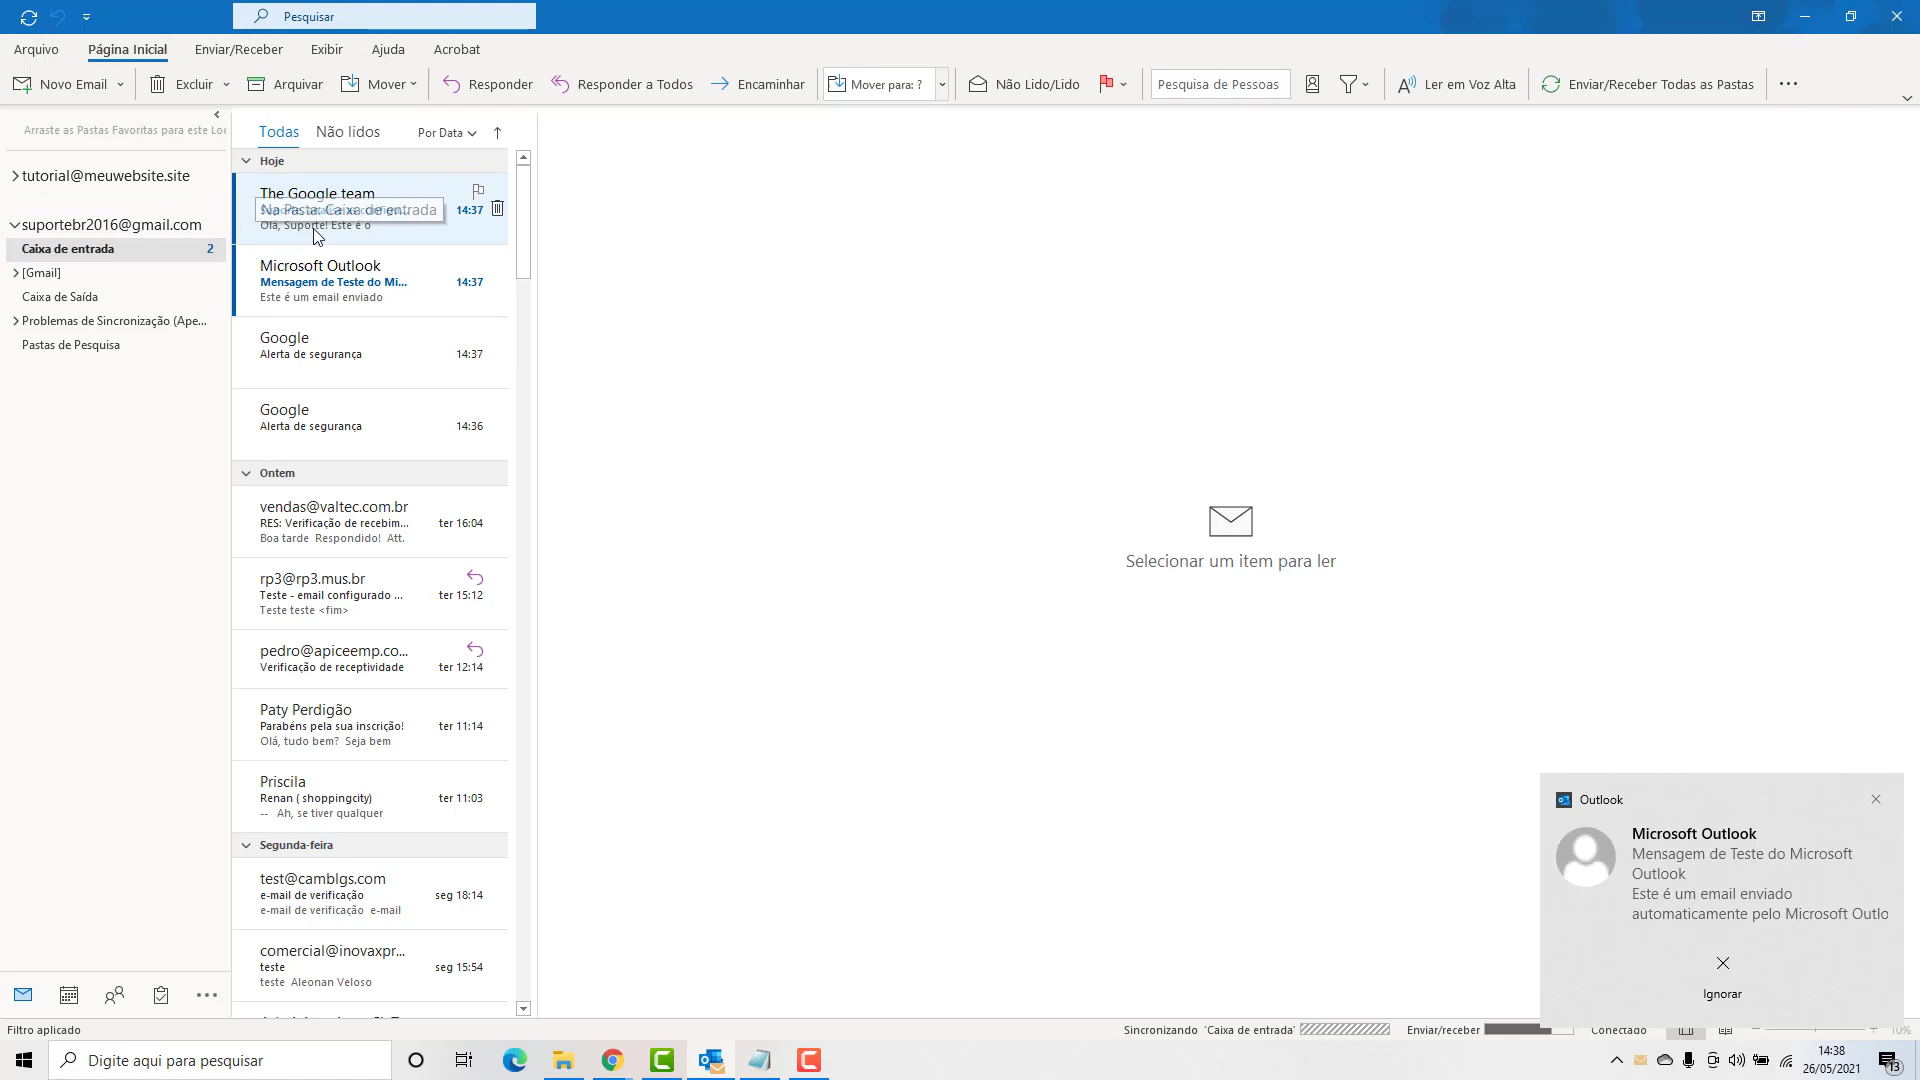 Pesquisar
Arquivo
Página Inicial
Enviar/Receber
Exibir
Ajuda
Acrobat
Novo Email
Excluir
Arquivar
Mover
Responder
Responder a Todos
Encaminhar
Mover para: ?
Não Lido/Lido
Pesquisa de Pessoas
Ler em Voz Alta
Enviar/Receber Todas as Pastas
Arraste as Pastas Favoritas para este Loc
tutorial@meuwebsite.site
suportebr2016@gmail.com
Caixa de entrada 2
[Gmail]
Caixa de Saída
Problemas de Sincronização (Ape...
Pastas de Pesquisa
Todas
Não lidos
Por Data
Hoje
The Google team
Na Pasta: Caixa de entrada
14:37
Olá, Suporte! Este é o
Microsoft Outlook
Mensagem de Teste do Mi... 14:37
Este é um email enviado
Google
Alerta de segurança 14:37
Google
Alerta de segurança 14:36
Ontem
vendas@valtec.com.br
RES: Verificação de recebim... ter 16:04
Boa tarde Respondido! Att.
rp3@rp3.mus.br
Teste - email configurado ... ter 15:12
Teste teste <fim>
pedro@apiceemp.co...
Verificação de receptividade ter 12:14
Paty Perdigão
Parabéns pela sua inscrição! ter 11:14
Olá, tudo bem? Seja bem
Priscila
Renan ( shoppingcity) ter 11:03
-- Ah, se tiver qualquer
Segunda-feira
test@camblgs.com
e-mail de verificação seg 18:14
e-mail de verificação e-mail
comercial@inovaxpr...
teste seg 15:54
teste Aleonan Veloso
Selecionar um item para ler
Outlook
Microsoft Outlook
Mensagem de Teste do Microsoft
Outlook
Este é um email enviado
automaticamente pelo Microsoft Outlo
Ignorar
Filtro aplicado
Sincronizando 'Caixa de entrada'
Enviar/receber
Conectado
10%
Digite aqui para pesquisar
14:38
26/05/2021
13